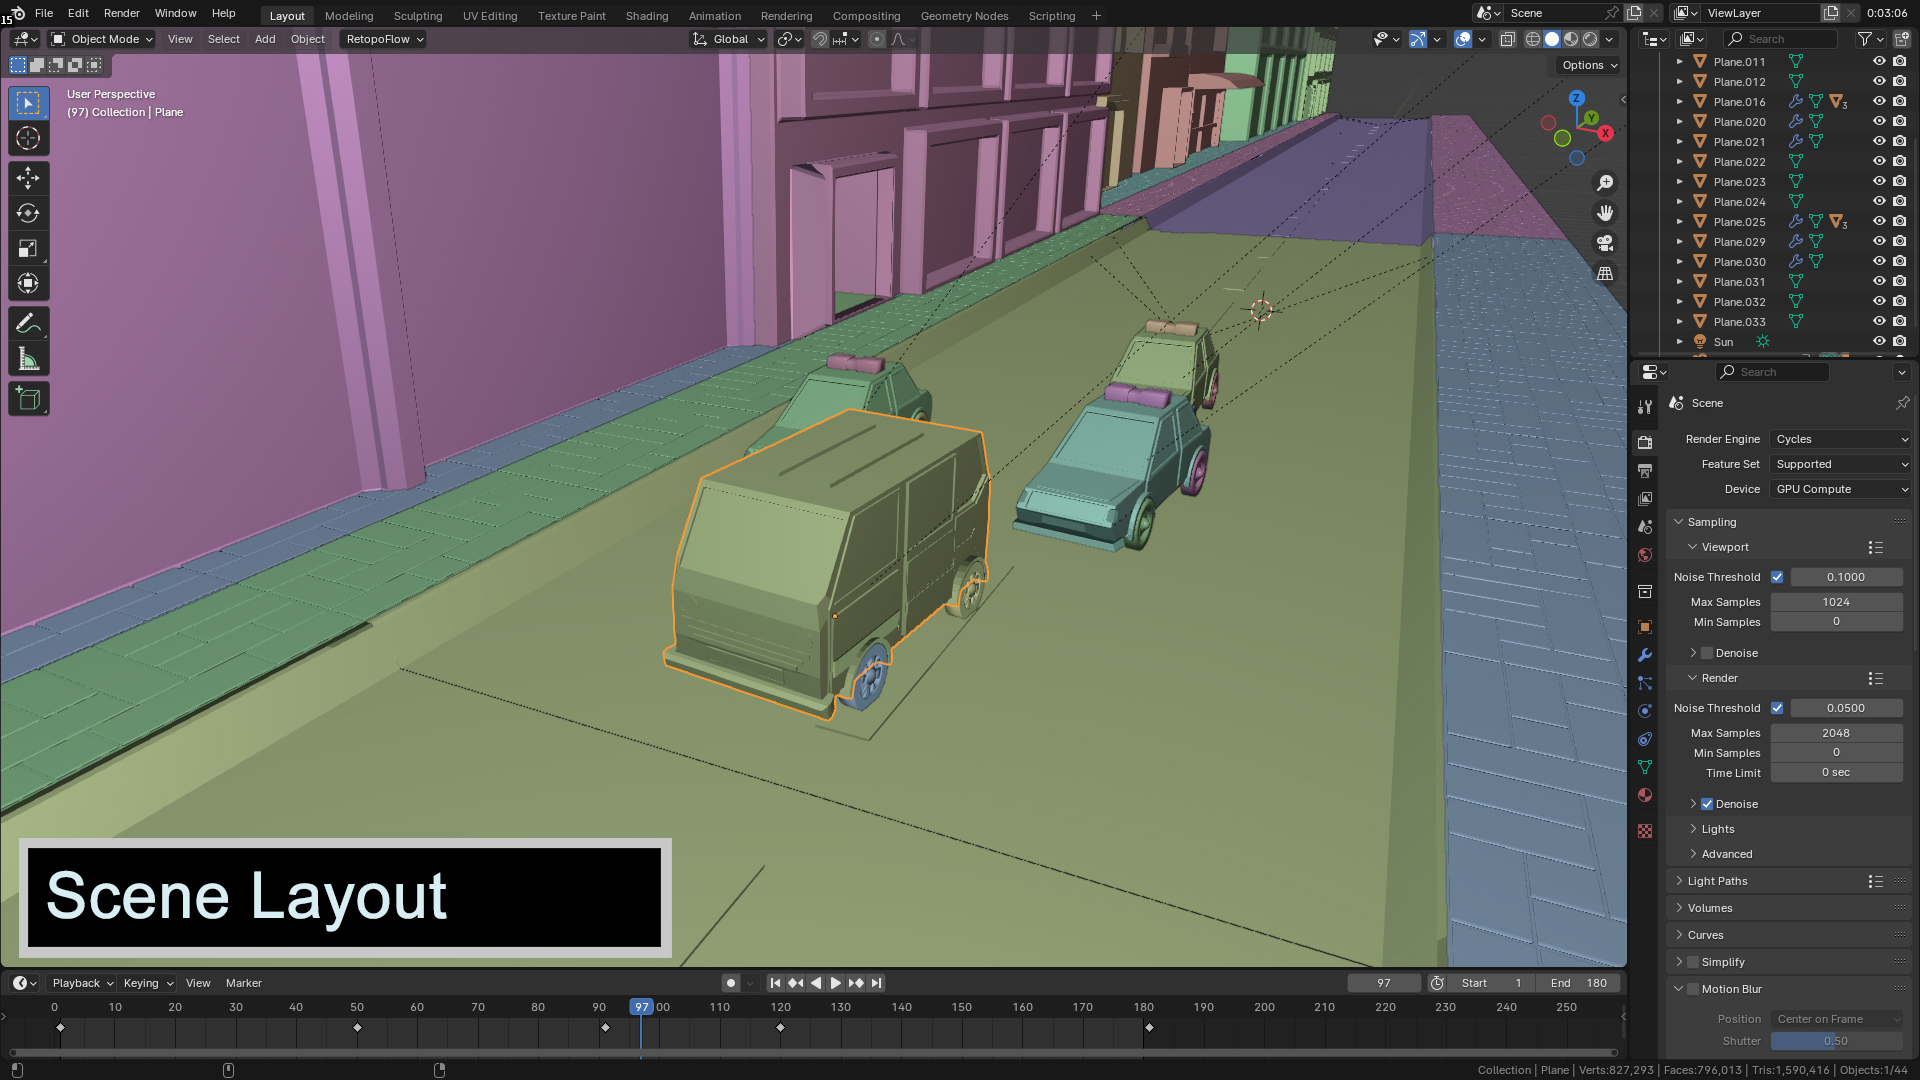 15
File Edit Render Window Help Layout Modeling Sculpting UV Editing Texture Paint Shading Animation Rendering Compositing Geometry Nodes Scripting + Scene ViewLayer 0:03:06
Object Mode View Select Add Object RetopoFlow Global Search
Options
User Perspective
(97) Collection | Plane
Z
Y
X
Plane.011
Plane.012
Plane.016 3
Plane.020
Plane.021
Plane.022
Plane.023
Plane.024
Plane.025 3
Plane.029
Plane.030
Plane.031
Plane.032
Plane.033
Sun
Search
Scene
Render Engine Cycles
Feature Set Supported
Device GPU Compute
Sampling
Viewport
Noise Threshold 0.1000
Max Samples 1024
Min Samples 0
Denoise
Render
Noise Threshold 0.0500
Max Samples 2048
Min Samples 0
Time Limit 0 sec
Denoise
Lights
Advanced
Light Paths
Volumes
Curves
Simplify
Motion Blur
Position Center on Frame
Shutter 0.50
Scene Layout
Playback Keying View Marker 97 Start 1 End 180
0 10 20 30 40 50 60 70 80 90 97 00 110 120 130 140 150 160 170 180 190 200 210 220 230 240 250
Collection | Plane | Verts:827,293 | Faces:796,013 | Tris:1,590,416 | Objects:1/44